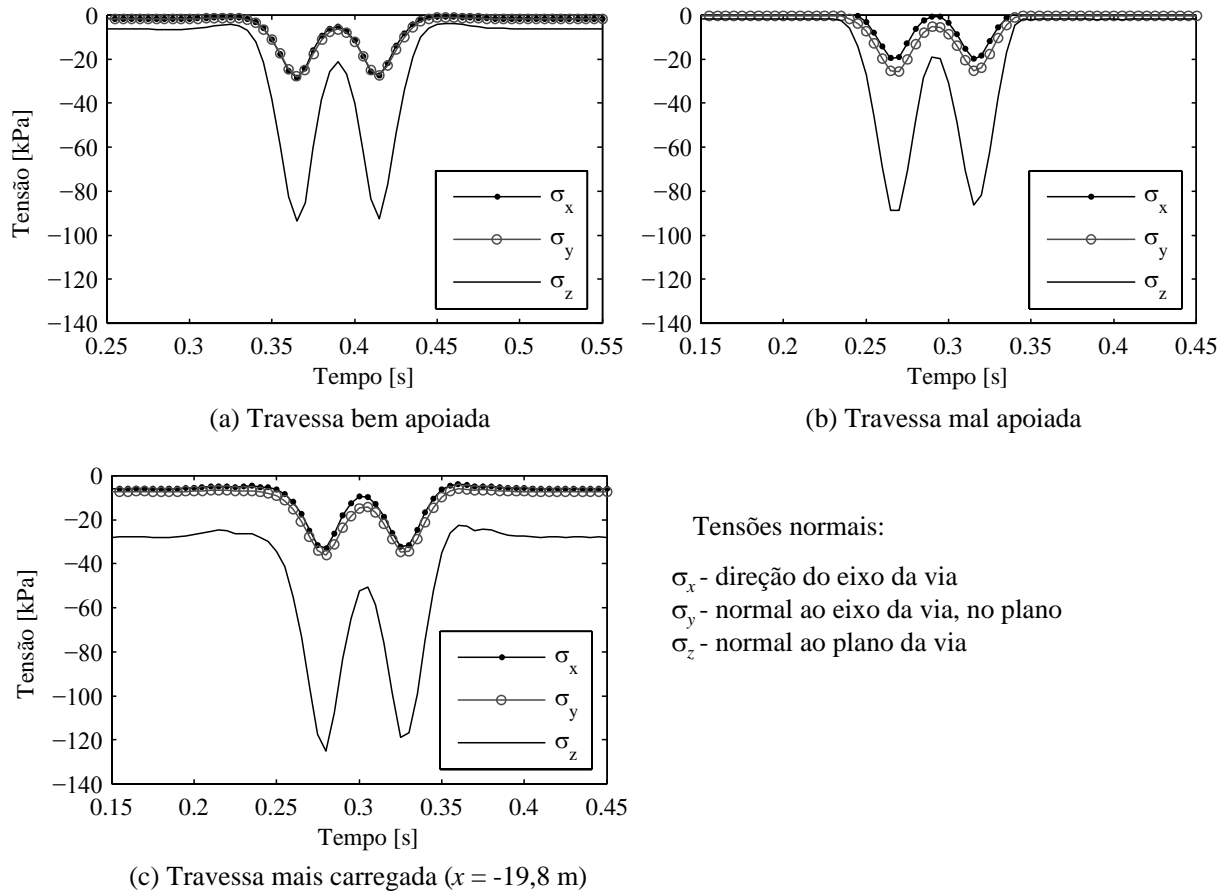 0
−20
−40
−60
−80
−100
−120
−140
Tensão [kPa]
0.25 0.3 0.35 0.4 0.45 0.5 0.55
Tempo [s]
σx
σy
σz
(a) Travessa bem apoiada
0
−20
−40
−60
−80
−100
−120
−140
Tensão [kPa]
0.15 0.2 0.25 0.3 0.35 0.4 0.45
Tempo [s]
σx
σy
σz
(b) Travessa mal apoiada
0
−20
−40
−60
−80
−100
−120
−140
Tensão [kPa]
0.15 0.2 0.25 0.3 0.35 0.4 0.45
Tempo [s]
σx
σy
σz
(c) Travessa mais carregada (x = -19,8 m)
Tensões normais:
σx - direção do eixo da via
σy - normal ao eixo da via, no plano
σz - normal ao plano da via